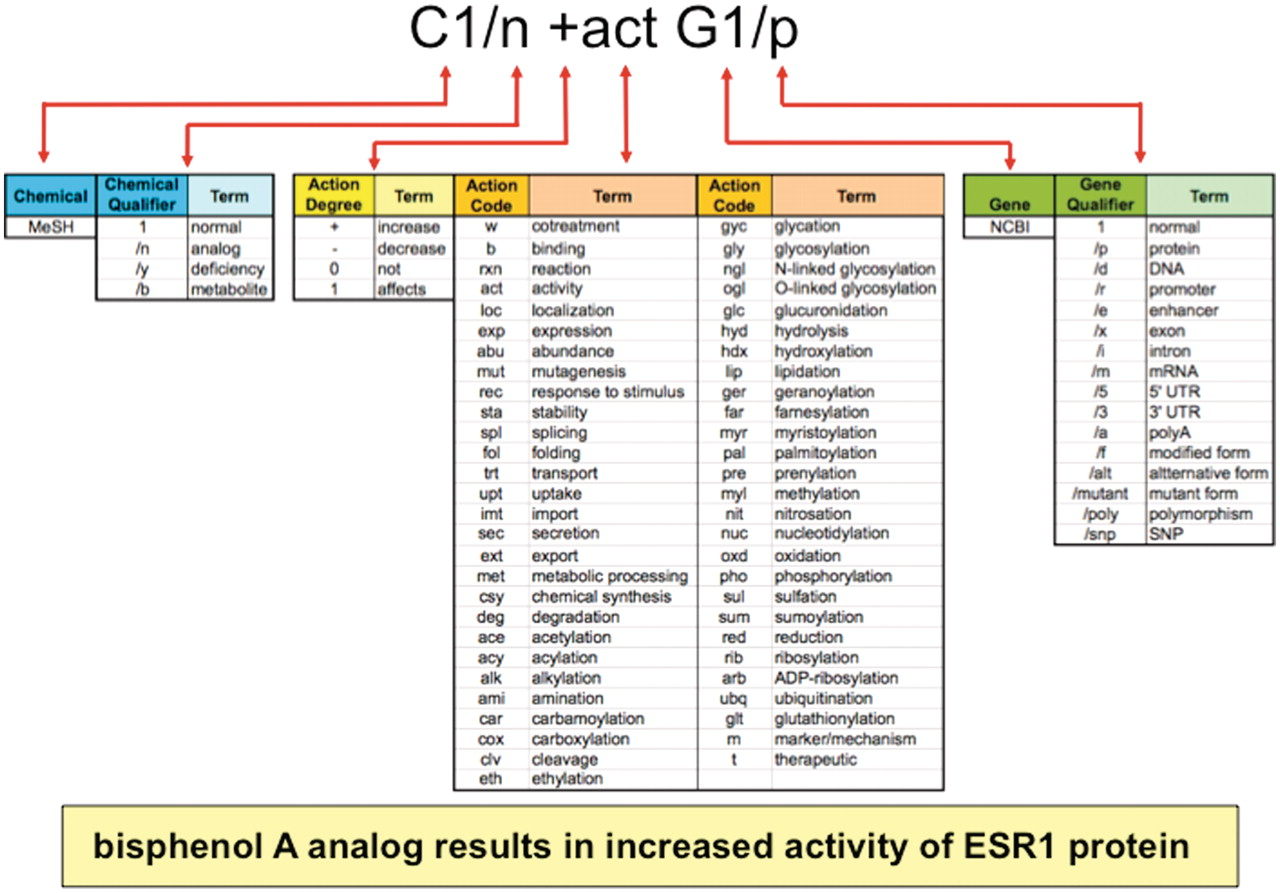 C1/n +act G1/p
Chemical Chemical Qualifier Term
MeSH 1 normal
/n analog
/y deficiency
/b metabolite
Action Degree Term Action Code Term Action Code Term
+ increase w cotreatment gyc glycation
- decrease b binding gly glycosylation
0 not rxn reaction ngl N-linked glycosylation
1 affects act activity ogl O-linked glycosylation
loc localization glc glucuronidation
exp expression hyd hydrolysis
abu abundance hdx hydroxylation
mut mutagenesis lip lipidation
rec response to stimulus ger geranoylation
sta stability far farnesylation
spl splicing myr myristoylation
fol folding pal palmitoylation
trt transport pre prenylation
upt uptake myl methylation
imt import nit nitrosation
sec secretion nuc nucleotidylation
ext export oxd oxidation
met metabolic processing pho phosphorylation
csy chemical synthesis sul sulfation
deg degradation sum sumoylation
ace acetylation red reduction
acy acylation rib ribosylation
alk alkylation arb ADP-ribosylation
ami amination ubq ubiquitination
car carbamoylation glt glutathionylation
cox carboxylation m marker/mechanism
clv cleavage t therapeutic
eth ethylation
Gene Gene Qualifier Term
NCBI 1 normal
/p protein
/d DNA
/r promoter
/e enhancer
/x exon
/i intron
/m mRNA
/5 5' UTR
/3 3' UTR
/a polyA
/f modified form
/alt altternative form
/mutant mutant form
/poly polymorphism
/snp SNP
bisphenol A analog results in increased activity of ESR1 protein